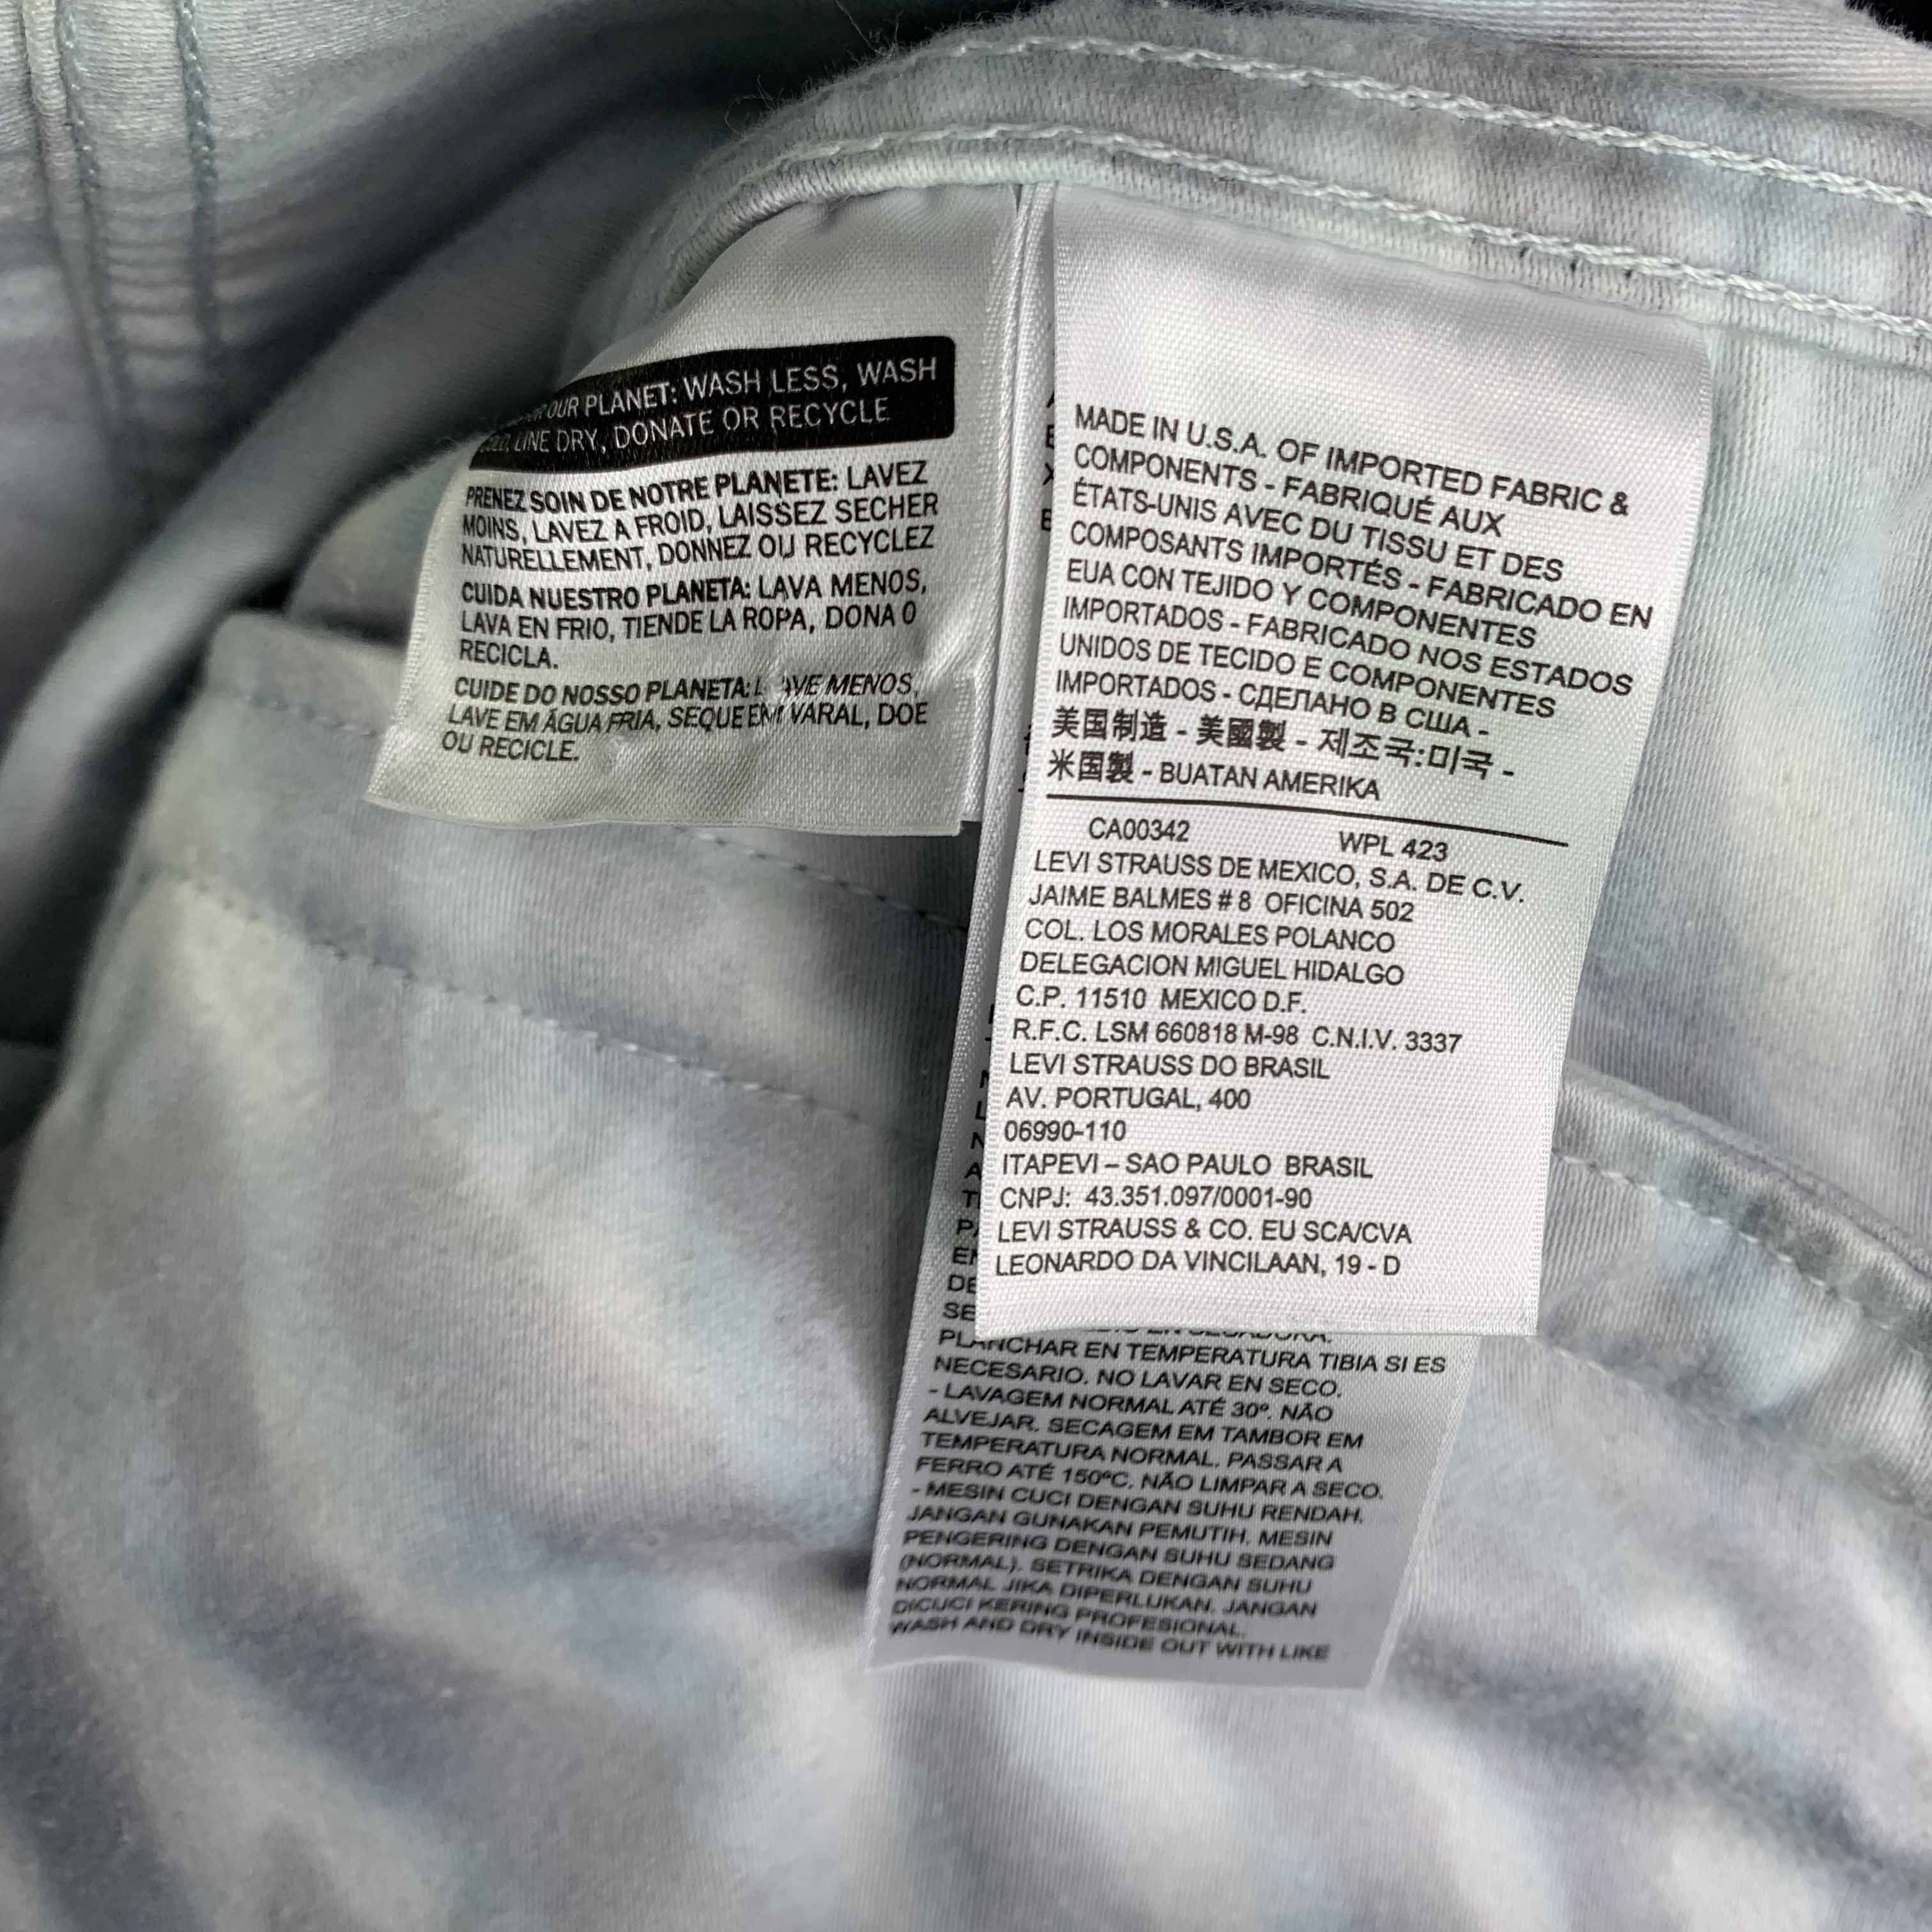 OUR PLANET: WASH LESS, WASH
LINE DRY, DONATE OR RECYCLE
PRENEZ SOIN DE NOTRE PLANETE: LAVEZ
MOINS, LAVEZ A FROID, LAISSEZ SECHER
NATURELLEMENT, DONNEZ OU RECYCLEZ
CUIDA NUESTRO PLANETA: LAVA MENOS,
LAVA EN FRIO, TIENDE LA ROPA, DONA O
RECICLA.
CUIDE DO NOSSO PLANETA: MENOS,
LAVE EM ÁGUA FRIA, SEQUE EM VARAL, DOE
OU RECICLE.
MADE IN U.S.A. OF IMPORTED FABRIC &
COMPONENTS - FABRIQUÉ AUX
ÉTATS-UNIS AVEC DU TISSU ET DES
COMPOSANTS IMPORTÉS - FABRICADO EN
EUA CON TEJIDO Y COMPONENTES
IMPORTADOS - FABRICADO NOS ESTADOS
UNIDOS DE TECIDO E COMPONENTES
IMPORTADOS - СДЕЛАНО В США -
美国制造 - 美國製 - 제조국:미국 -
米国製 - BUATAN AMERIKA
CA00342 WPL 423
LEVI STRAUSS DE MEXICO, S.A. DE C.V.
JAIME BALMES # 8 OFICINA 502
COL. LOS MORALES POLANCO
DELEGACION MIGUEL HIDALGO
C.P. 11510 MEXICO D.F.
R.F.C. LSM 660818 M-98 C.N.I.V. 3337
LEVI STRAUSS DO BRASIL
AV. PORTUGAL, 400
06990-110
ITAPEVI – SAO PAULO BRASIL
CNPJ: 43.351.097/0001-90
LEVI STRAUSS & CO. EU SCA/CVA
LEONARDO DA VINCILAAN, 19 - D
PLANCHAR EN TEMPERATURA TIBIA SI ES
NECESARIO. NO LAVAR EN SECO.
- LAVAGEM NORMAL ATÉ 30º. NÃO
ALVEJAR. SECAGEM EM TAMBOR EM
TEMPERATURA NORMAL. PASSAR A
FERRO ATÉ 150ºC. NÃO LIMPAR A SECO.
- MESIN CUCI DENGAN SUHU RENDAH.
JANGAN GUNAKAN PEMUTIH. MESIN
PENGERING DENGAN SUHU SEDANG
(NORMAL). SETRIKA DENGAN SUHU
NORMAL JIKA DIPERLUKAN. JANGAN
DICUCI KERING PROFESIONAL.
WASH AND DRY INSIDE OUT WITH LIKE